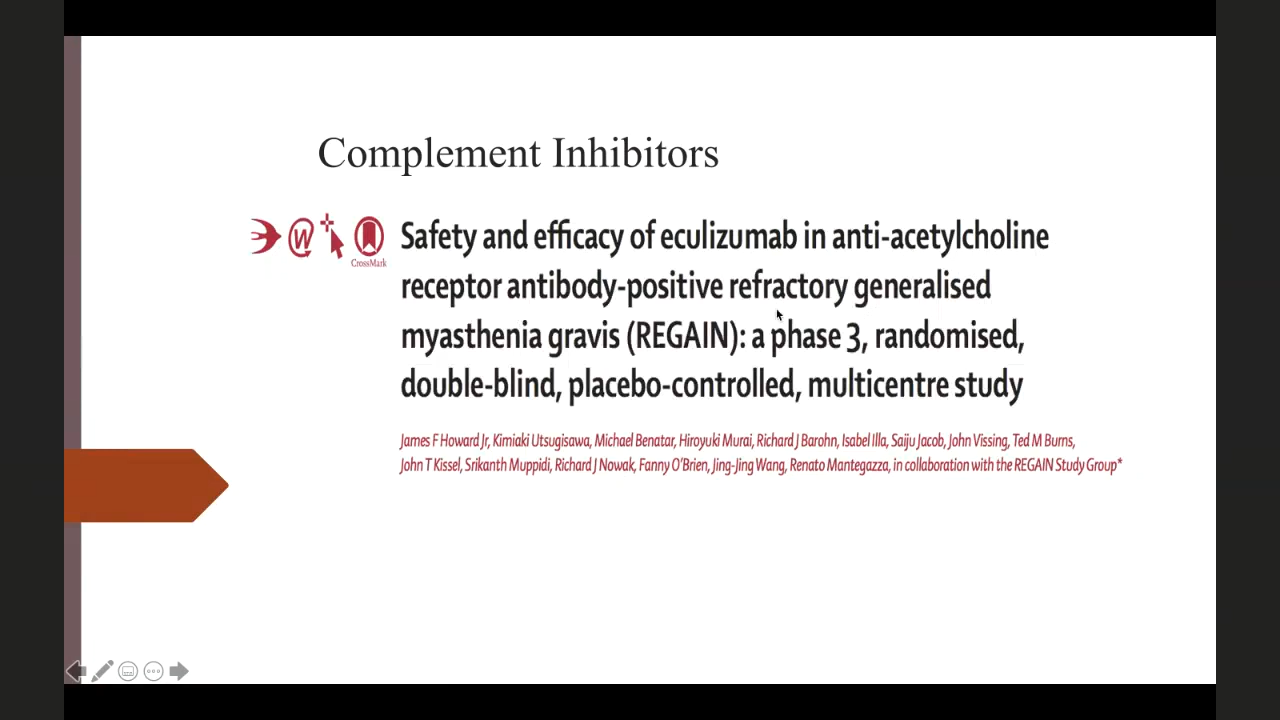 Complement Inhibitors
W
CrossMark
Safety and efficacy of eculizumab in anti-acetylcholine
receptor antibody-positive refractory generalised
myasthenia gravis (REGAIN): a phase 3, randomised,
double-blind, placebo-controlled, multicentre study
James F Howard Jr, Kimiaki Utsugisawa, Michael Benatar, Hiroyuki Murai, Richard J Barohn, Isabel Illa, Saiju Jacob, John Vissing, Ted M Burns,
John T Kissel, Srikanth Muppidi, Richard J Nowak, Fanny O'Brien, Jing-Jing Wang, Renato Mantegazza, in collaboration with the REGAIN Study Group*